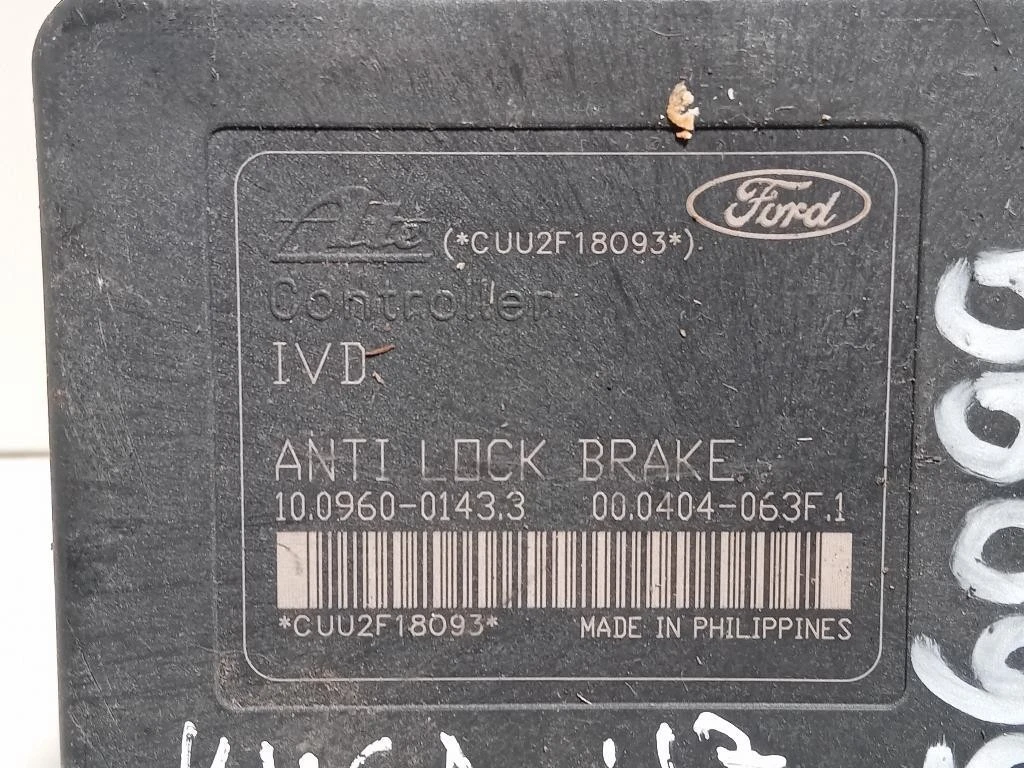 Ford
Ate (*CUU2F18093*)
Controller
IVD
ANTI LOCK BRAKE
10.0960-0143.3 00.0404-063F.1
*CUU2F18093*
MADE IN PHILIPPINES